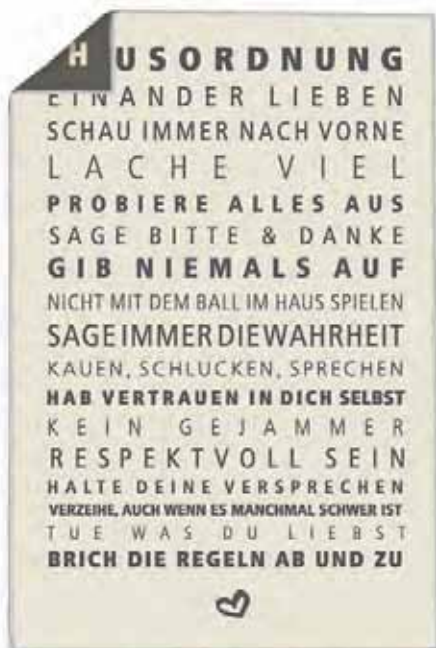 H USORDNUNG
EINANDER LIEBEN
SCHAU IMMER NACH VORNE
LACHE VIEL
PROBIERE ALLES AUS
SAGE BITTE & DANKE
GIB NIEMALS AUF
NICHT MIT DEM BALL IM HAUS SPIELEN
SAGE IMMER DIE WAHRHEIT
KAUEN, SCHLUCKEN, SPRECHEN
HAB VERTRAUEN IN DICH SELBST
KEIN GEJAMMER
RESPEKTVOLL SEIN
HALTE DEINE VERSPRECHEN
VERZEIHE, AUCH WENN ES MANCHMAL SCHWER IST
TUE WAS DU LIEBST
BRICH DIE REGELN AB UND ZU